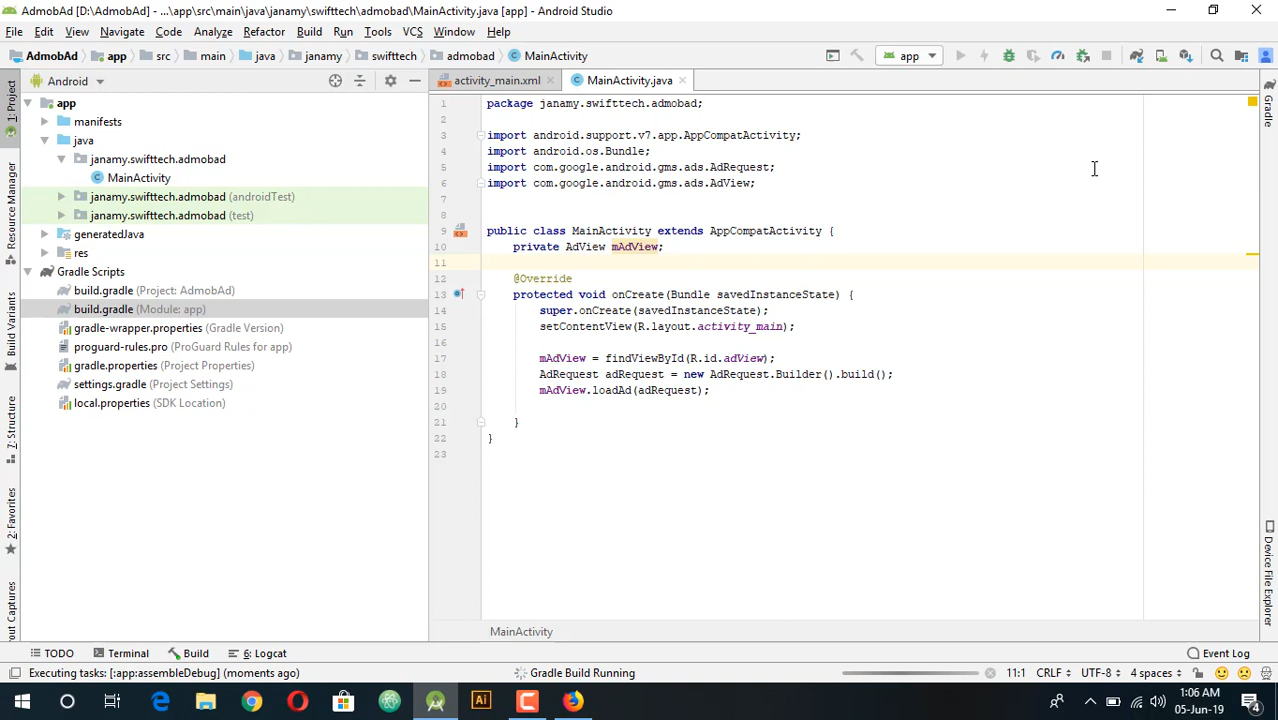 AdmobAd [D:\AdmobAd] - ...\app\src\main\java\janamy\swifttech\admobad\MainActivity.java [app] - Android Studio
File Edit View Navigate Code Analyze Refactor Build Run Tools VCS Window Help
AdmobAd app src main java janamy swifttech admobad MainActivity app
Android activity_main.xml MainActivity.java
1: Project
Resource Manager
Build Variants
7: Structure
2: Favorites
out Captures
app
manifests
java
janamy.swifttech.admobad
MainActivity
janamy.swifttech.admobad (androidTest)
janamy.swifttech.admobad (test)
generatedJava
res
Gradle Scripts
build.gradle (Project: AdmobAd)
build.gradle (Module: app)
gradle-wrapper.properties (Gradle Version)
proguard-rules.pro (ProGuard Rules for app)
gradle.properties (Project Properties)
settings.gradle (Project Settings)
local.properties (SDK Location)
1 package janamy.swifttech.admobad;
2
3 import android.support.v7.app.AppCompatActivity;
4 import android.os.Bundle;
5 import com.google.android.gms.ads.AdRequest;
6 import com.google.android.gms.ads.AdView;
7
8
9 public class MainActivity extends AppCompatActivity {
10 private AdView mAdView;
11
12 @Override
13 protected void onCreate(Bundle savedInstanceState) {
14 super.onCreate(savedInstanceState);
15 setContentView(R.layout.activity_main);
16
17 mAdView = findViewById(R.id.adView);
18 AdRequest adRequest = new AdRequest.Builder().build();
19 mAdView.loadAd(adRequest);
20
21 }
22 }
23
MainActivity
Gradle
Device File Explorer
TODO Terminal Build 6: Logcat Event Log
Executing tasks: [:app:assembleDebug] (moments ago) Gradle Build Running 11:1 CRLF UTF-8 4 spaces
Ai
1:06 AM
05-Jun-19
4